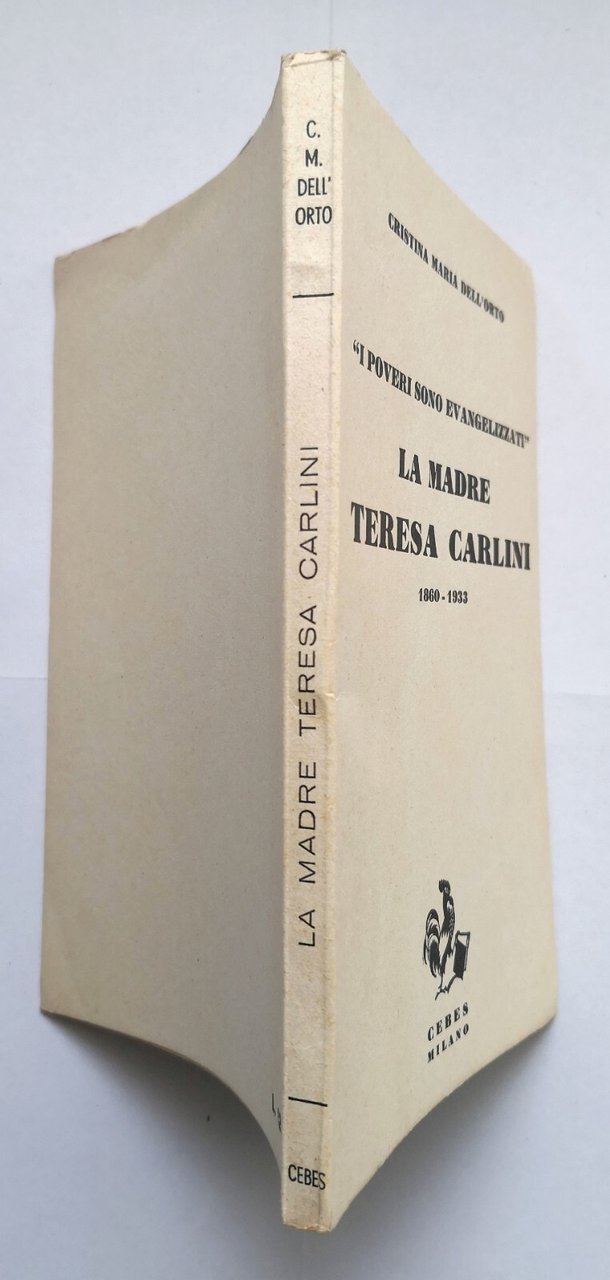 C.
M.
DELL'
ORTO
LA MADRE TERESA CARLINI
CEBES
CRISTINA MARIA DELL'ORTO
"I POVERI SONO EVANGELIZZATI"
LA MADRE
TERESA CARLINI
1860 - 1933
CEBES
MILANO